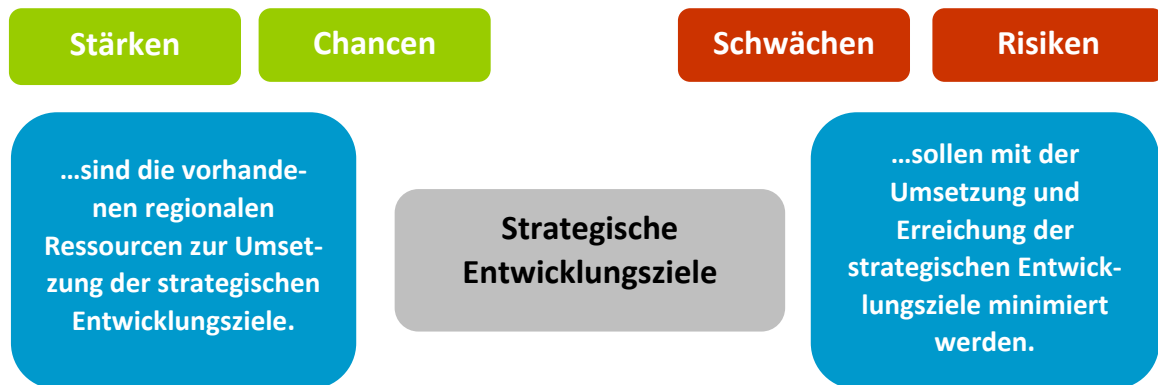 Stärken
Chancen
Schwächen
Risiken
…sind die vorhande-
nen regionalen
Ressourcen zur Umset-
zung der strategischen
Entwicklungsziele.
Strategische
Entwicklungsziele
…sollen mit der
Umsetzung und
Erreichung der
strategischen Entwick-
lungsziele minimiert
werden.